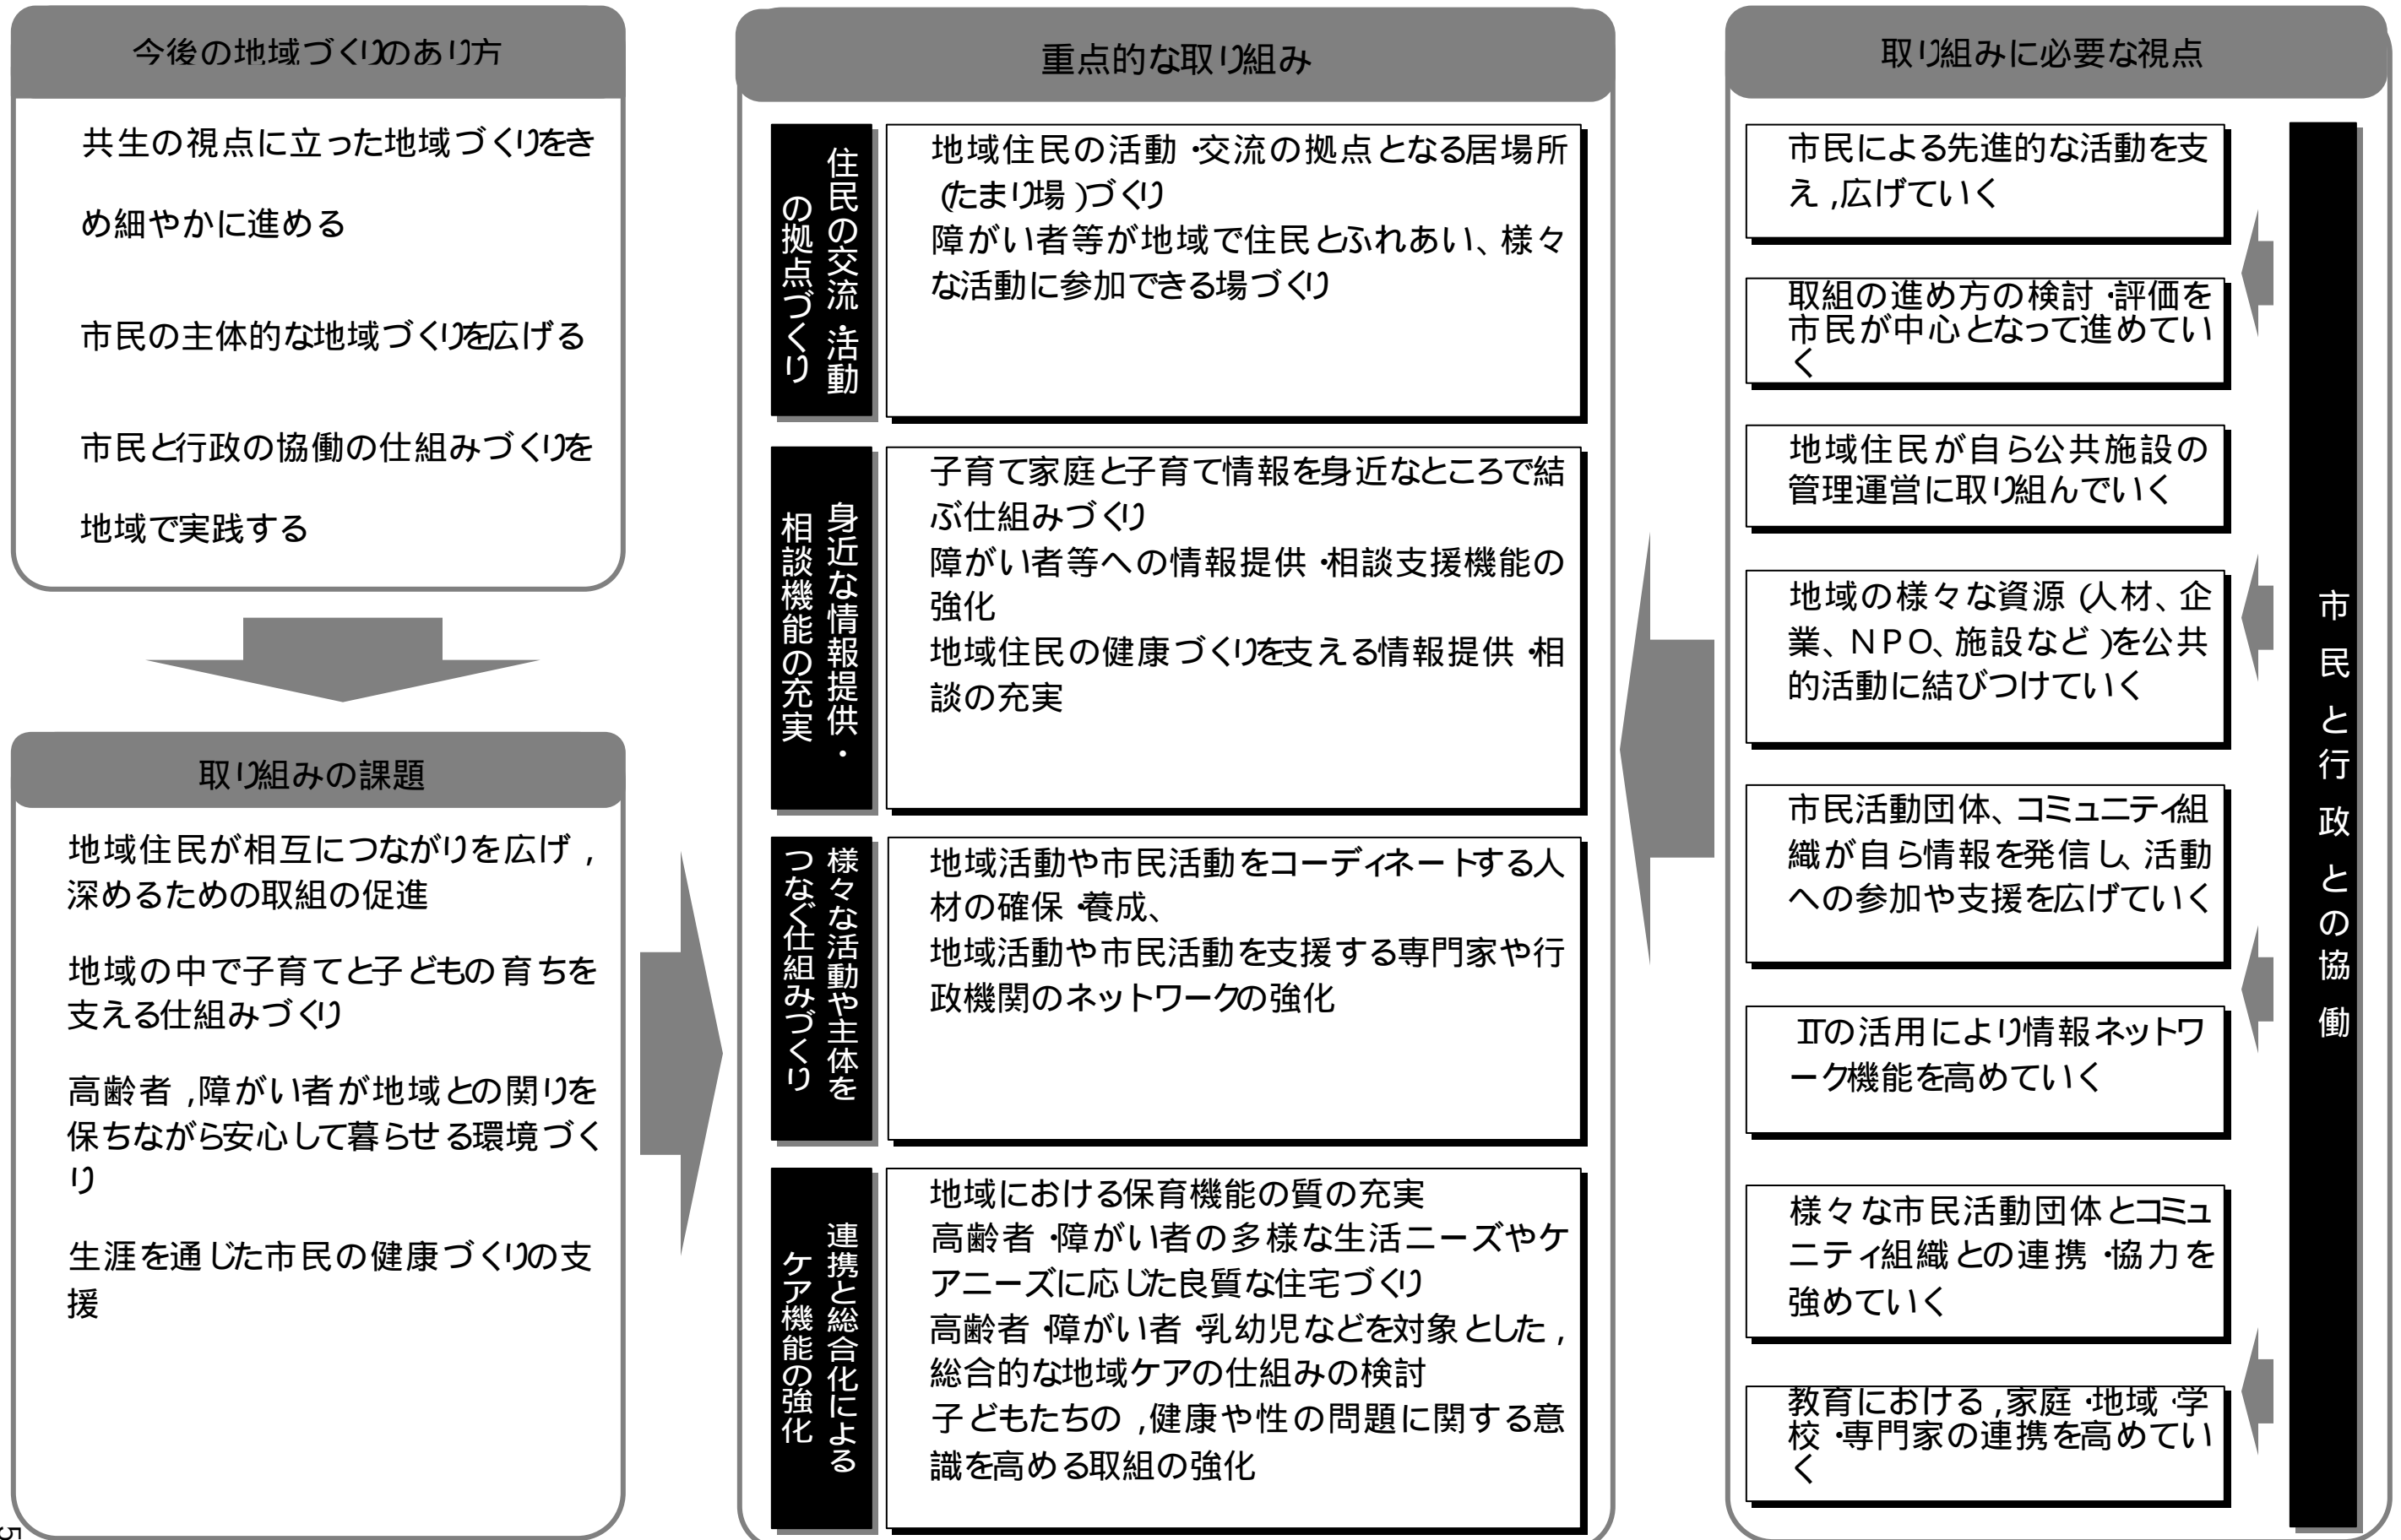 今後の地域づくりのあり方
共生の視点に立った地域づくりをき
め細やかに進める
市民の主体的な地域づくりを広げる
市民と行政の協働の仕組みづくりを
地域で実践する
取り組みの課題
地域住民が相互につながりを広げ，
深めるための取組の促進
地域の中で子育てと子どもの育ちを
支える仕組みづくり
高齢者，障がい者が地域との関りを
保ちながら安心して暮らせる環境づく
り
生涯を通じた市民の健康づくりの支
援
重点的な取り組み
住民の交流・活動
の拠点づくり
地域住民の活動・交流の拠点となる居場所
（たまり場）づくり
障がい者等が地域で住民とふれあい、様々
な活動に参加できる場づくり
身近な情報提供・
相談機能の充実
子育て家庭と子育て情報を身近なところで結
ぶ仕組みづくり
障がい者等への情報提供・相談支援機能の
強化
地域住民の健康づくりを支える情報提供・相
談の充実
様々な活動や主体を
つなぐ仕組みづくり
地域活動や市民活動をコーディネートする人
材の確保・養成、
地域活動や市民活動を支援する専門家や行
政機関のネットワークの強化
連携と総合化による
ケア機能の強化
地域における保育機能の質の充実
高齢者・障がい者の多様な生活ニーズやケ
アニーズに応じた良質な住宅づくり
高齢者・障がい者・乳幼児などを対象とした，
総合的な地域ケアの仕組みの検討
子どもたちの，健康や性の問題に関する意
識を高める取組の強化
取り組みに必要な視点
市民による先進的な活動を支
え，広げていく
取組の進め方の検討・評価を
市民が中心となって進めてい
く
地域住民が自ら公共施設の
管理運営に取り組んでいく
地域の様々な資源（人材、企
業、ＮＰＯ、施設など）を公共
的活動に結びつけていく
市民活動団体、コミュニティ組
織が自ら情報を発信し、活動
への参加や支援を広げていく
ITの活用により情報ネットワ
ーク機能を高めていく
様々な市民活動団体とコミュ
ニティ組織との連携・協力を
強めていく
教育における，家庭・地域・学
校・専門家の連携を高めてい
く
市民と行政との協働
5